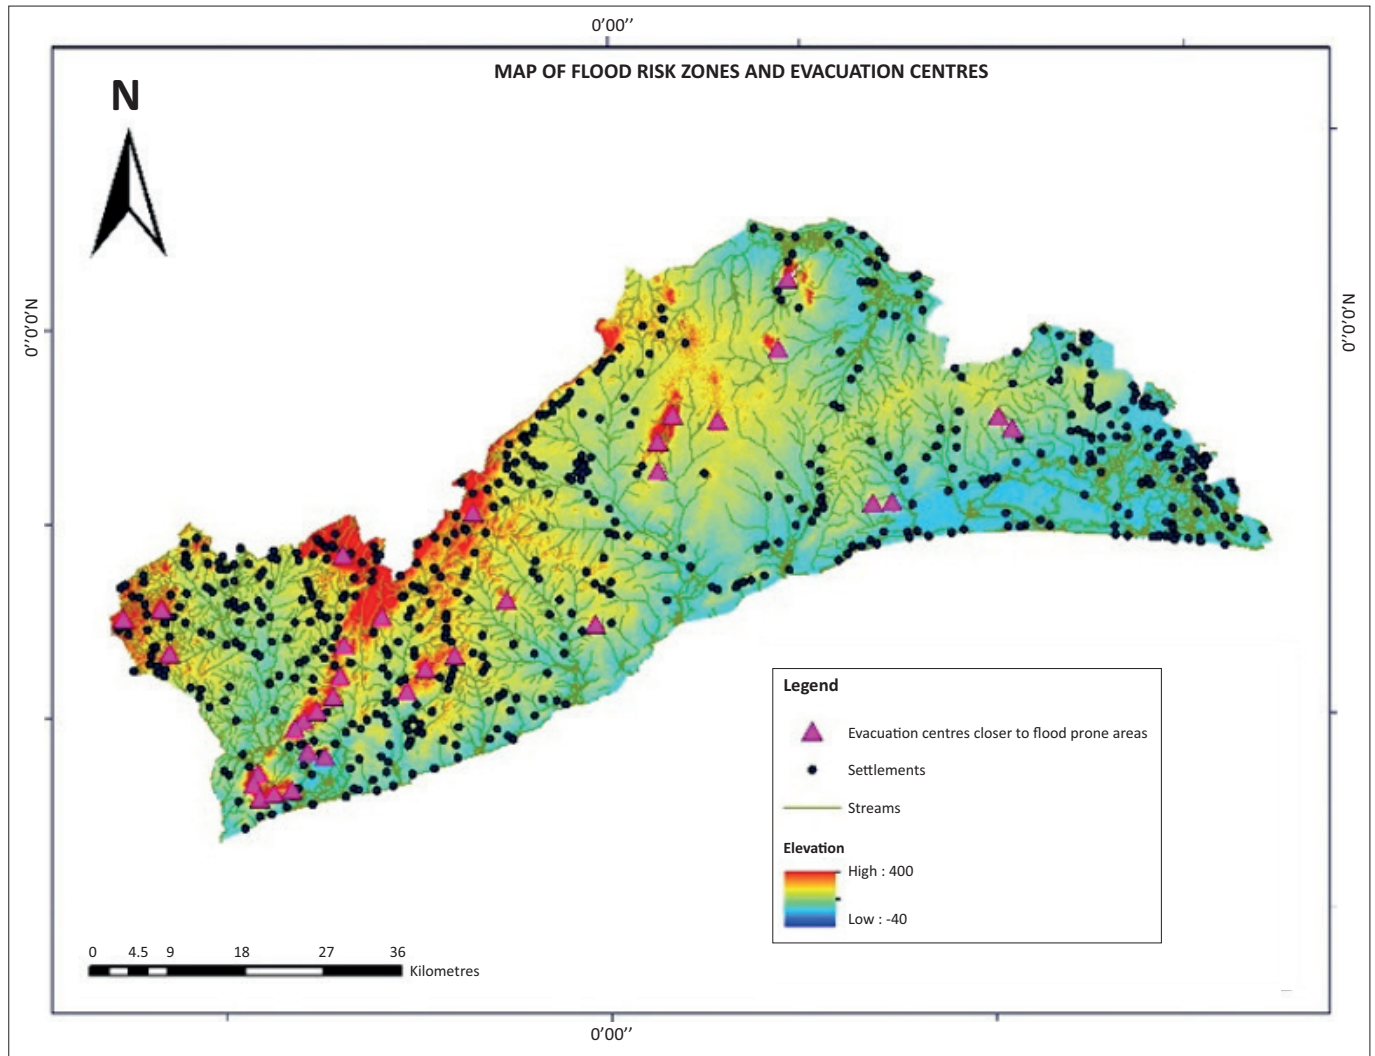 0’00’’
MAP OF FLOOD RISK ZONES AND EVACUATION CENTRES
N
0’’0,0’N
0’’0,0’N
Legend
Evacuation centres closer to flood prone areas
Settlements
Streams
Elevation
High : 400
Low : -40
0 4.5 9 18 27 36
Kilometres
0’00’’